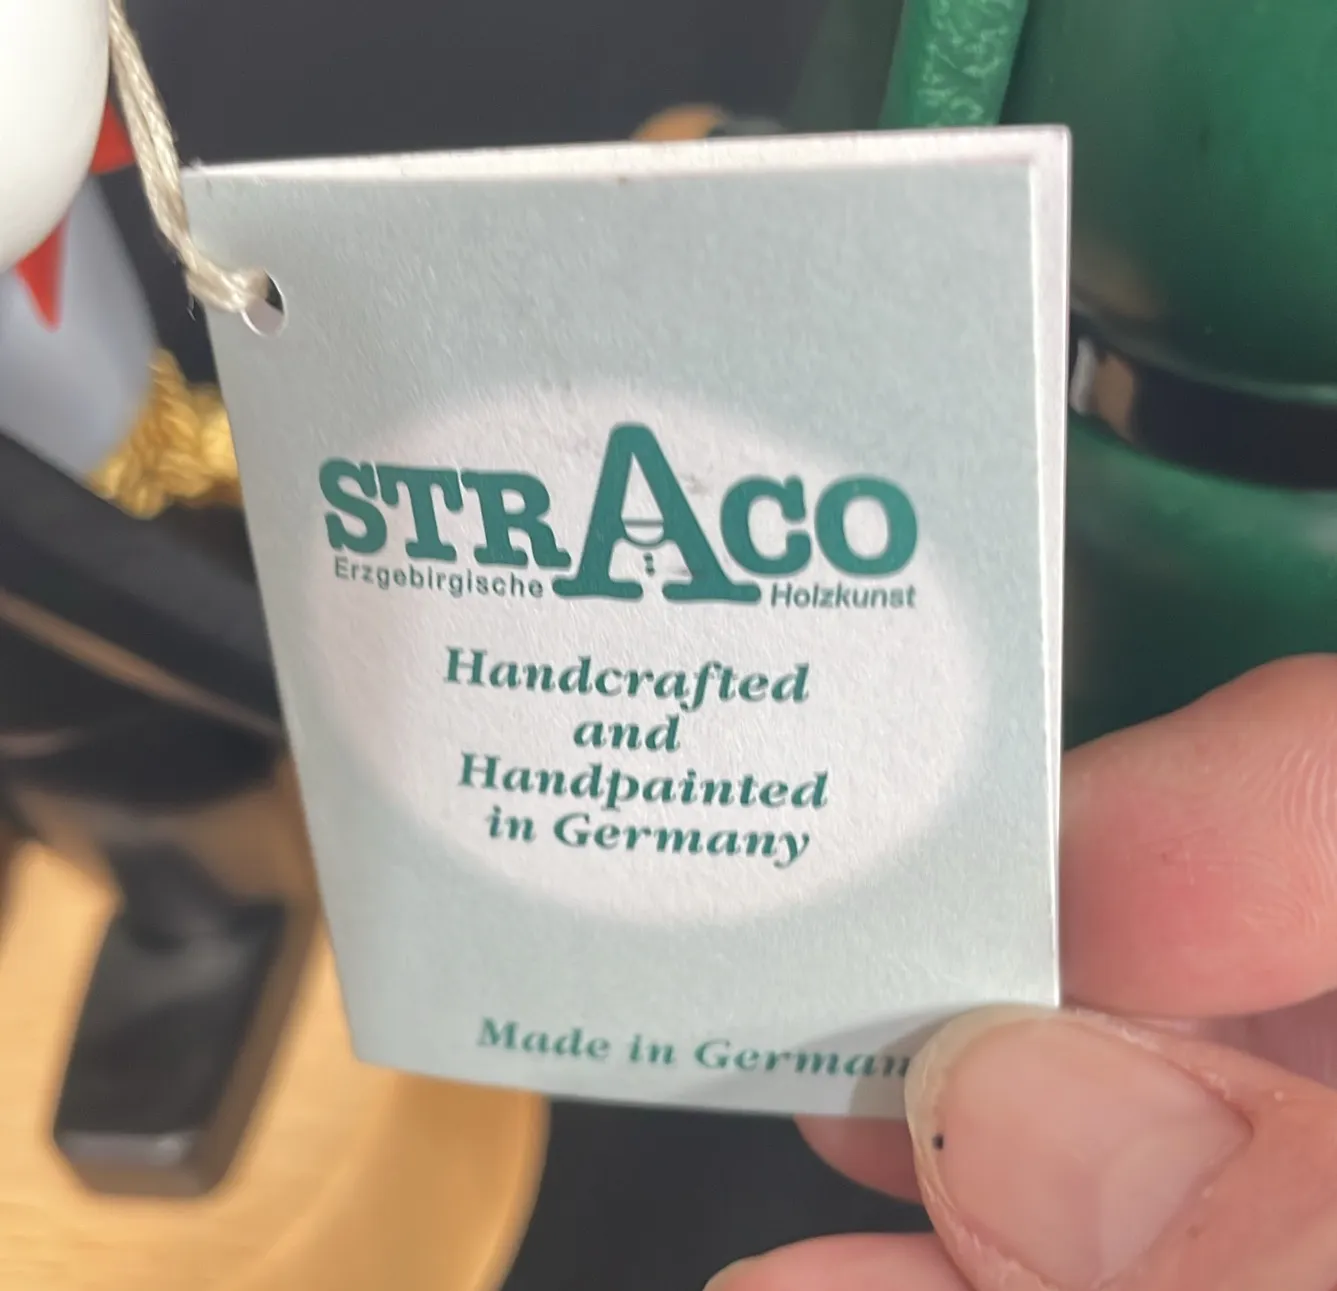 STRACO
Erzgebirgische Holzkunst
Handcrafted
and
Handpainted
in Germany
Made in German